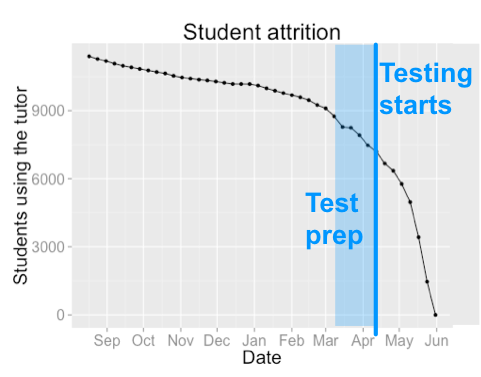 Student attrition
Testing
starts
Students using the tutor
9000
6000
3000
0
Test
prep
Sep Oct Nov Dec Jan Feb Mar Apr May Jun
Date